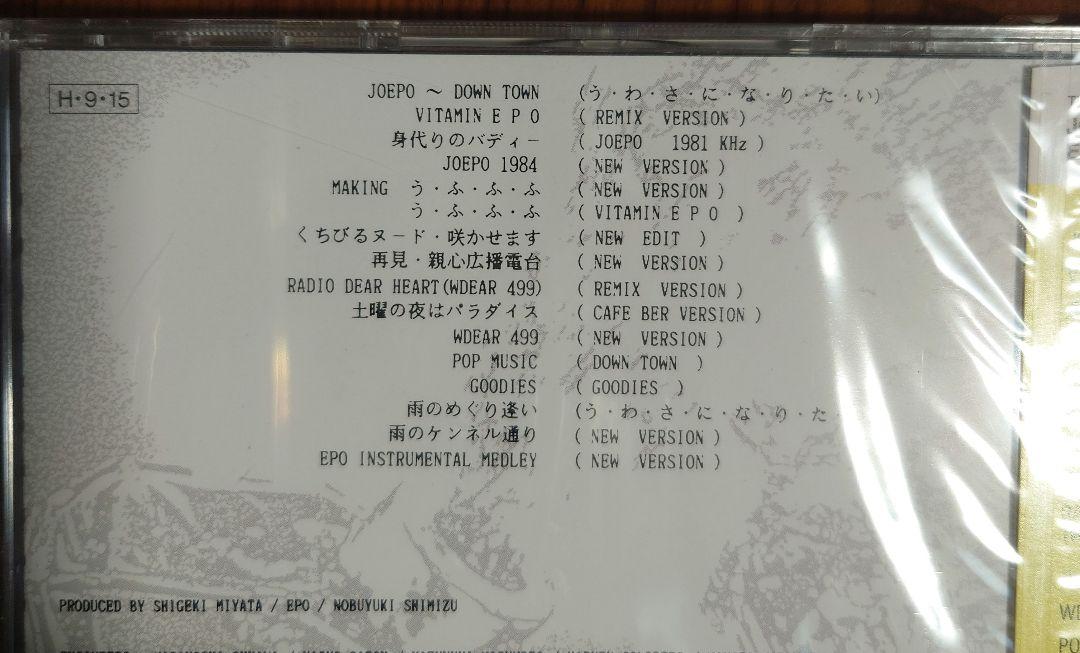 H・9・15
JOEPO ～ DOWN TOWN (う・わ・さ・に・な・り・た・い)
VITAMIN E P O ( REMIX VERSION )
身代りのバディー ( JOEPO 1981 KHz )
JOEPO 1984 ( NEW VERSION )
MAKING う・ふ・ふ・ふ ( NEW VERSION )
う・ふ・ふ・ふ ( VITAMIN E P O )
くちびるヌード・咲かせます ( NEW EDIT )
再見・親心広播電台 ( NEW VERSION )
RADIO DEAR HEART(WDEAR 499) ( REMIX VERSION )
土曜の夜はパラダイス ( CAFE BER VERSION )
WDEAR 499 ( NEW VERSION )
POP MUSIC ( DOWN TOWN )
GOODIES ( GOODIES )
雨のめぐり逢い (う・わ・さ・に・な・り・た・
雨のケンネル通り ( NEW VERSION )
EPO INSTRUMENTAL MEDLEY ( NEW VERSION )
PRODUCED BY SHIGEKI MIYATA / EPO / NOBUYUKI SHIMIZU